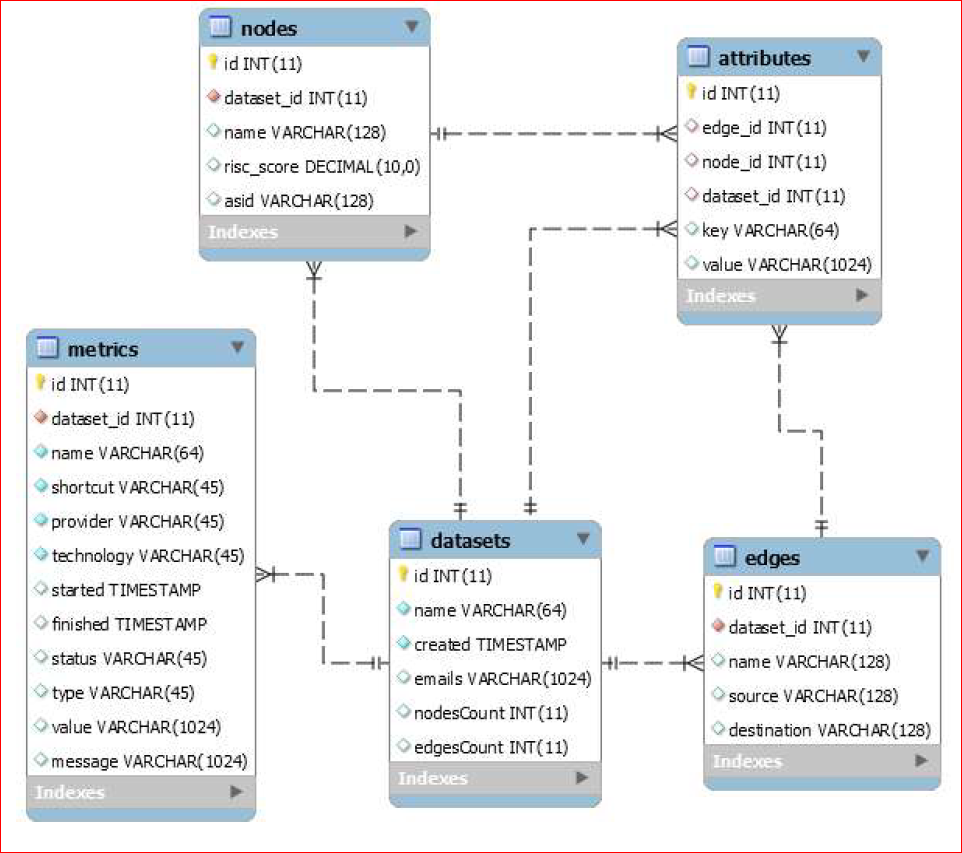 nodes
id INT(11)
dataset_id INT(11)
name VARCHAR(128)
risc_score DECIMAL(10,0)
asid VARCHAR(128)
Indexes
attributes
id INT(11)
edge_id INT(11)
node_id INT(11)
dataset_id INT(11)
key VARCHAR(64)
value VARCHAR(1024)
Indexes
metrics
id INT(11)
dataset_id INT(11)
name VARCHAR(64)
shortcut VARCHAR(45)
provider VARCHAR(45)
technology VARCHAR(45)
started TIMESTAMP
finished TIMESTAMP
status VARCHAR(45)
type VARCHAR(45)
value VARCHAR(1024)
message VARCHAR(1024)
Indexes
datasets
id INT(11)
name VARCHAR(64)
created TIMESTAMP
emails VARCHAR(1024)
nodesCount INT(11)
edgesCount INT(11)
Indexes
edges
id INT(11)
dataset_id INT(11)
name VARCHAR(128)
source VARCHAR(128)
destination VARCHAR(128)
Indexes